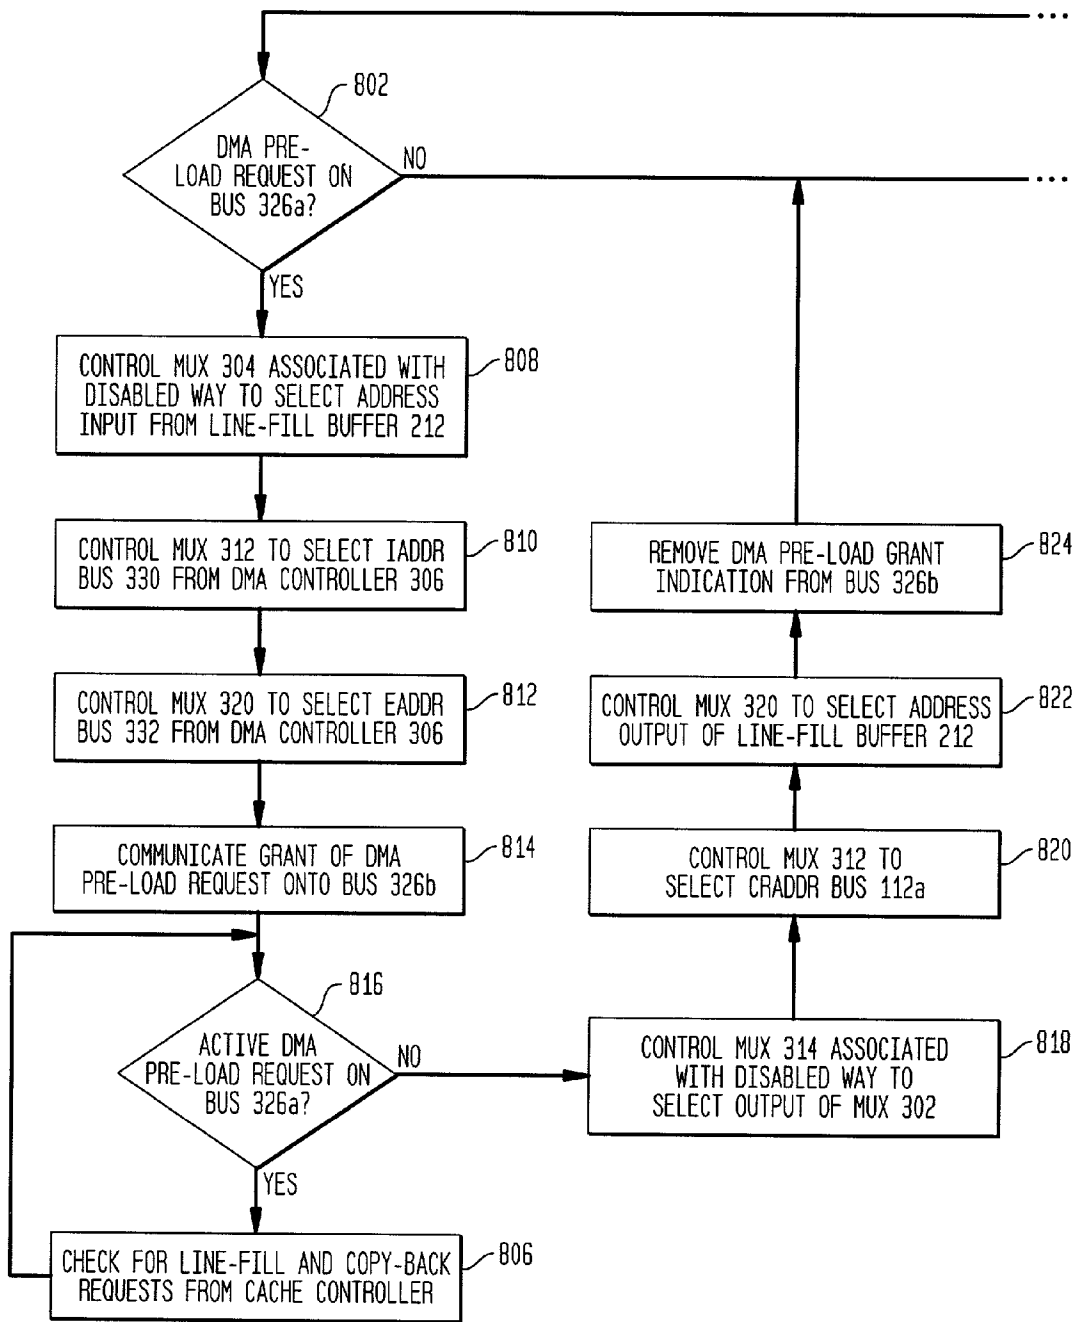 ...
802
DMA PRE-
LOAD REQUEST ON
BUS 326a?
NO
...
YES
CONTROL MUX 304 ASSOCIATED WITH
DISABLED WAY TO SELECT ADDRESS
INPUT FROM LINE-FILL BUFFER 212
808
CONTROL MUX 312 TO SELECT IADDR
BUS 330 FROM DMA CONTROLLER 306
810
CONTROL MUX 320 TO SELECT EADDR
BUS 332 FROM DMA CONTROLLER 306
812
COMMUNICATE GRANT OF DMA
PRE-LOAD REQUEST ONTO BUS 326b
814
816
ACTIVE DMA
PRE-LOAD REQUEST ON
BUS 326a?
NO
YES
CHECK FOR LINE-FILL AND COPY-BACK
REQUESTS FROM CACHE CONTROLLER
806
CONTROL MUX 314 ASSOCIATED
WITH DISABLED WAY TO
SELECT OUTPUT OF MUX 302
818
CONTROL MUX 312 TO
SELECT CRADDR BUS 112a
820
CONTROL MUX 320 TO SELECT ADDRESS
OUTPUT OF LINE-FILL BUFFER 212
822
REMOVE DMA PRE-LOAD GRANT
INDICATION FROM BUS 326b
824